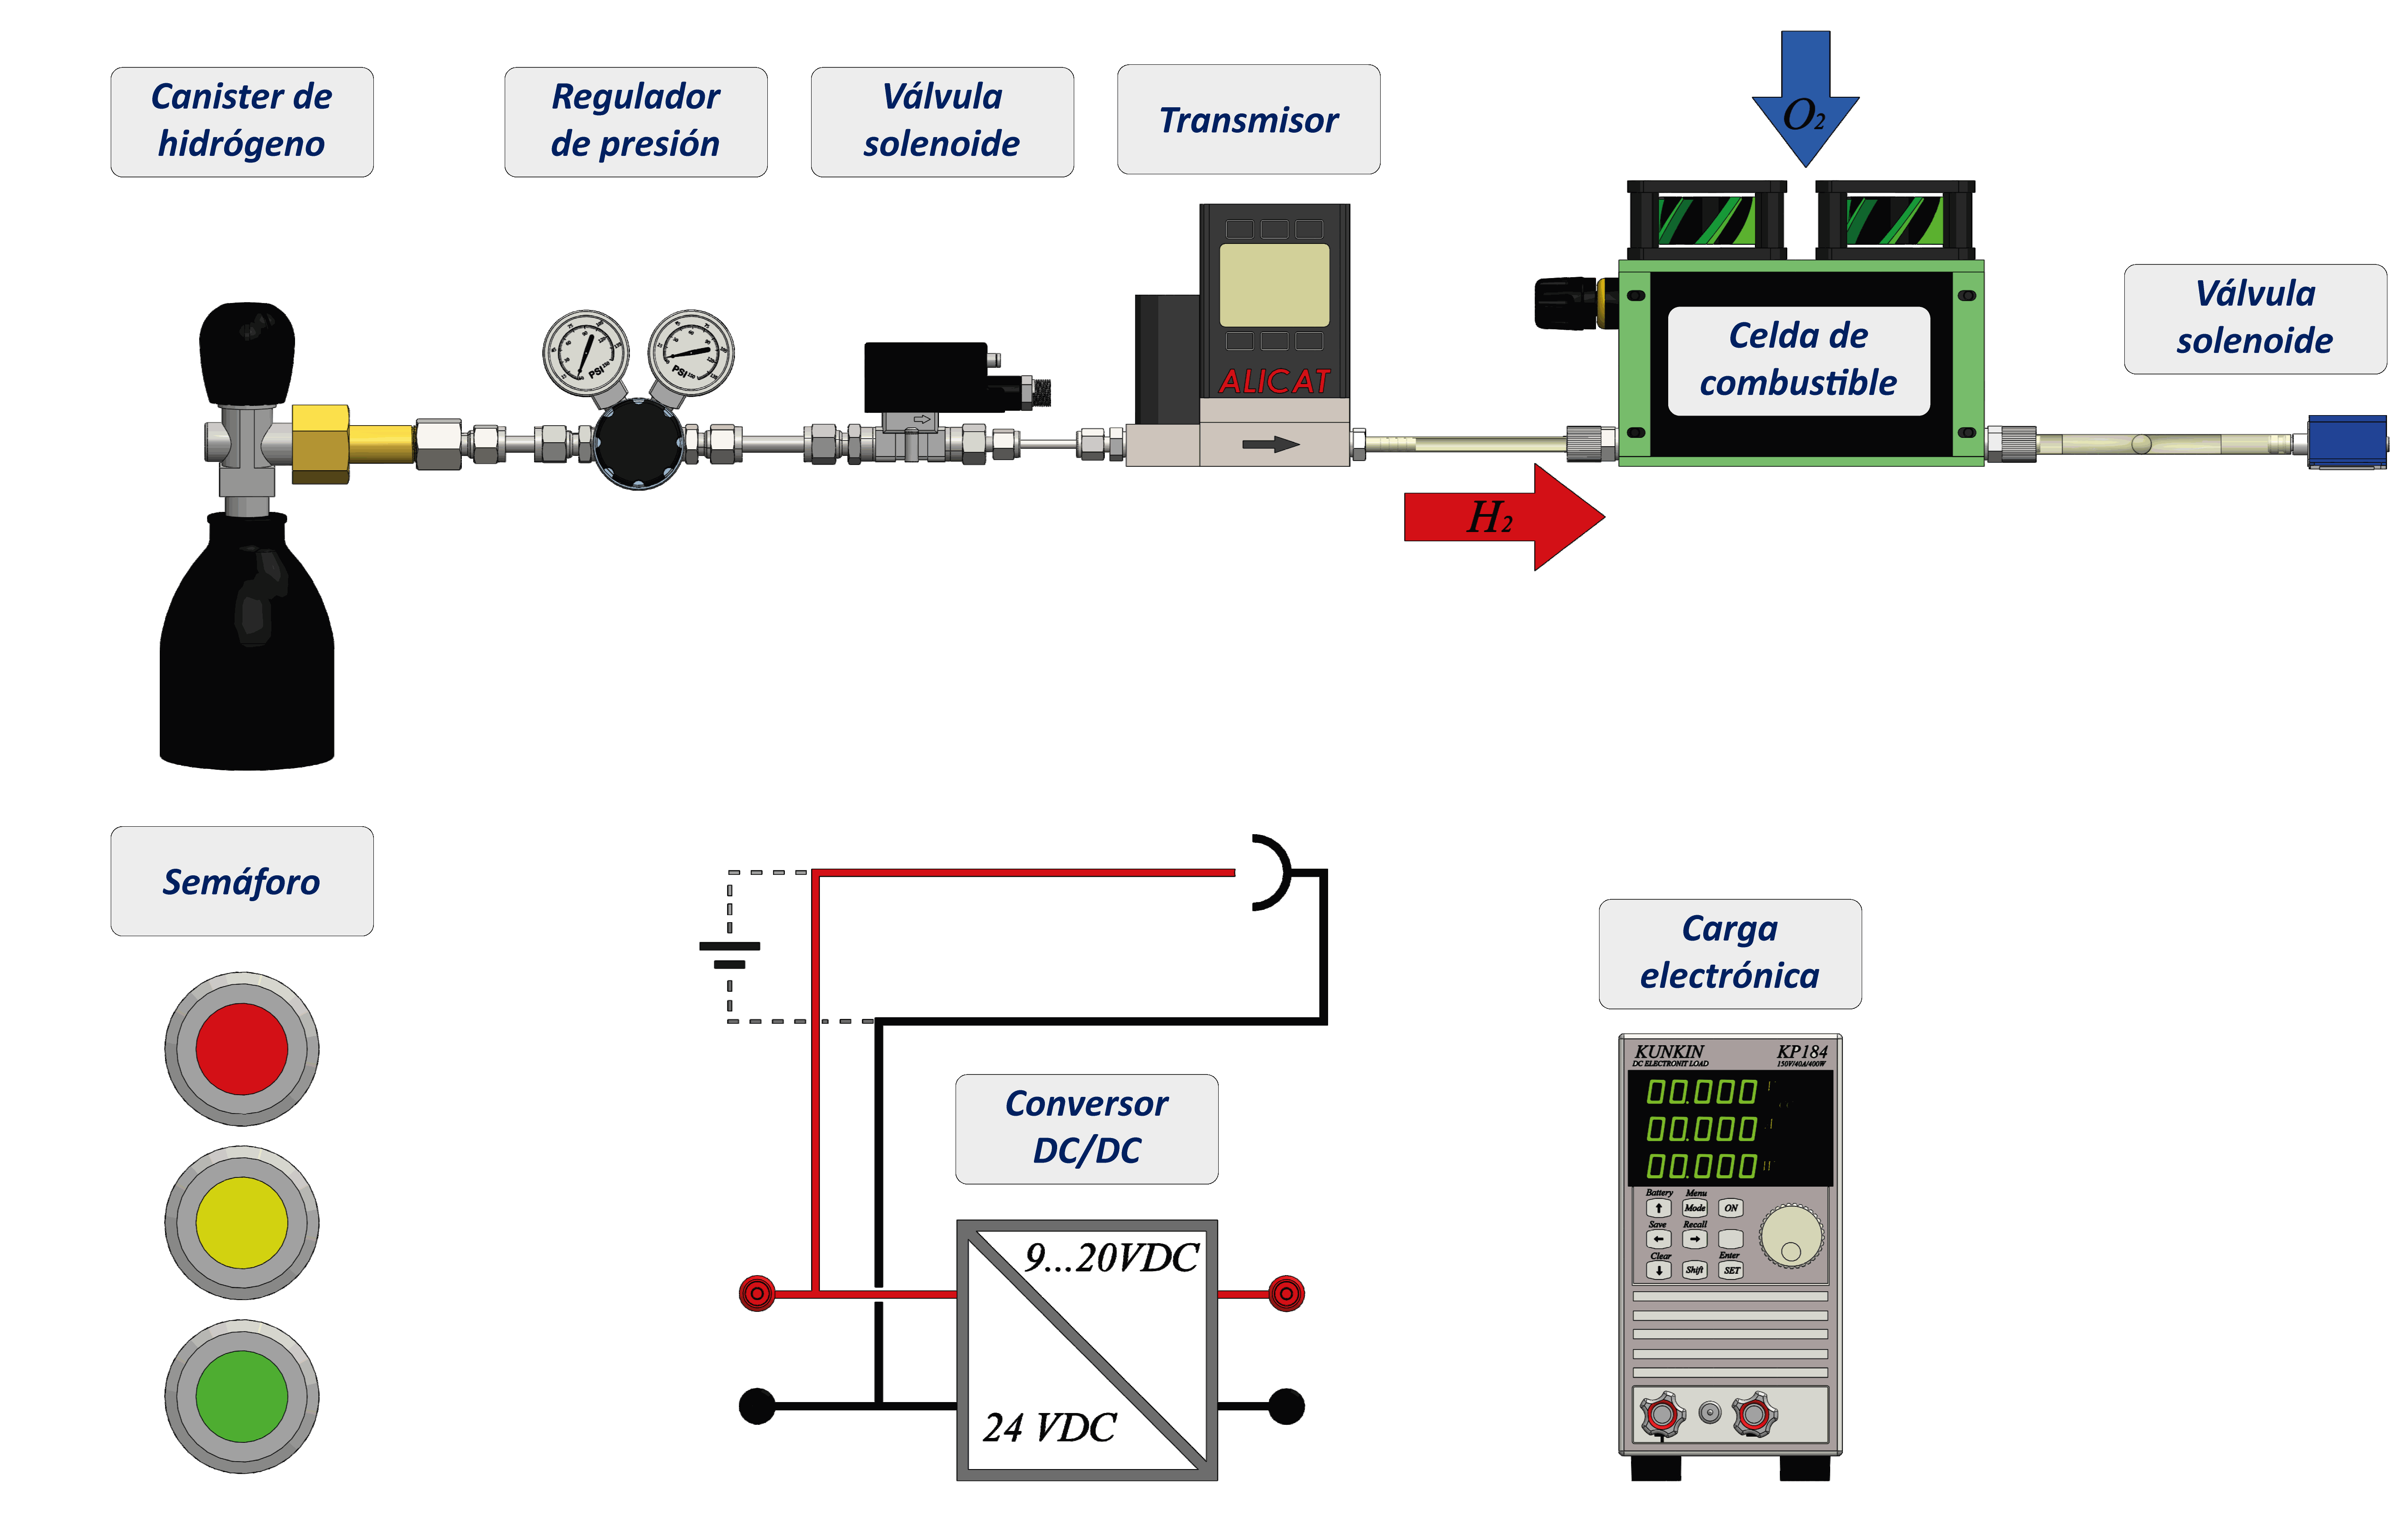 Canister de
hidrógeno
Regulador
de presión
Válvula
solenoide
Transmisor
O₂
Válvula
solenoide
Celda de
combustible
PSI
PSI
ALICAT
H₂
Semáforo
Carga
electrónica
Conversor
DC/DC
KUNKIN KP184
DC ELECTRONIT LOAD 150V/40A/400W
00.000
00.000
00.000
Battery Menu
Mode ON
Save Recall
Clear Enter
Shift SET
9...20VDC
24 VDC